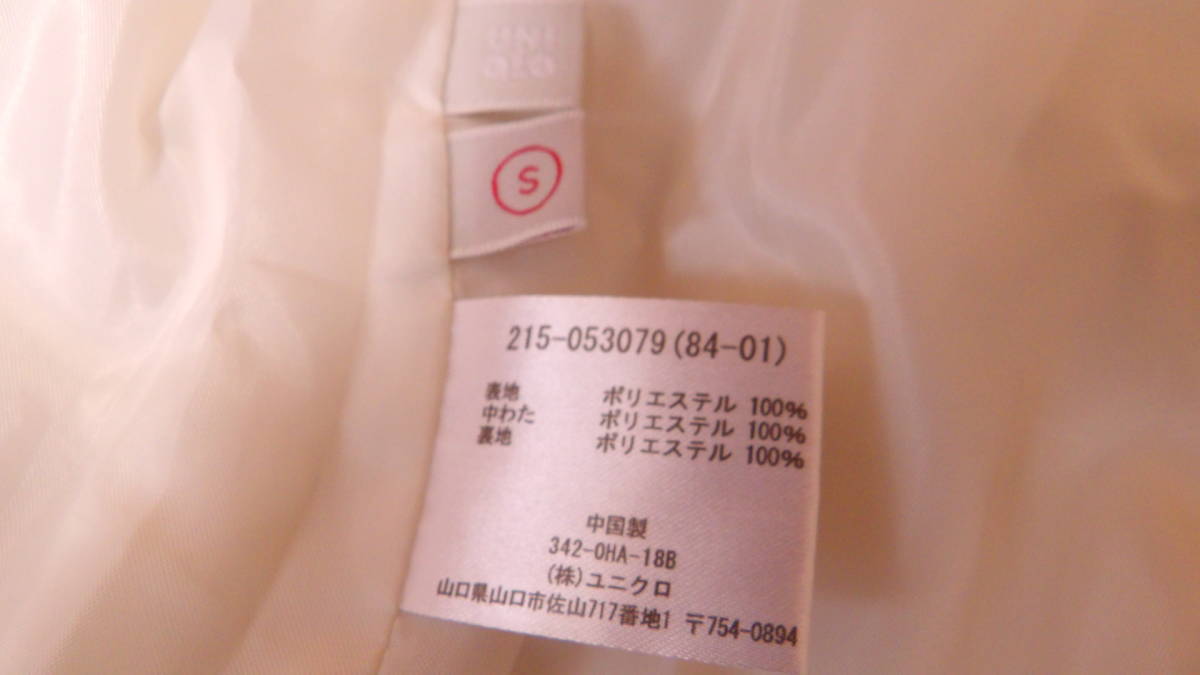 UNI
QLO
S
215-053079(84-01)
表地 ポリエステル 100%
中わた ポリエステル 100%
裏地 ポリエステル 100%
中国製
342-0HA-18B
(株)ユニクロ
山口県山口市佐山717番地1 〒754-0894